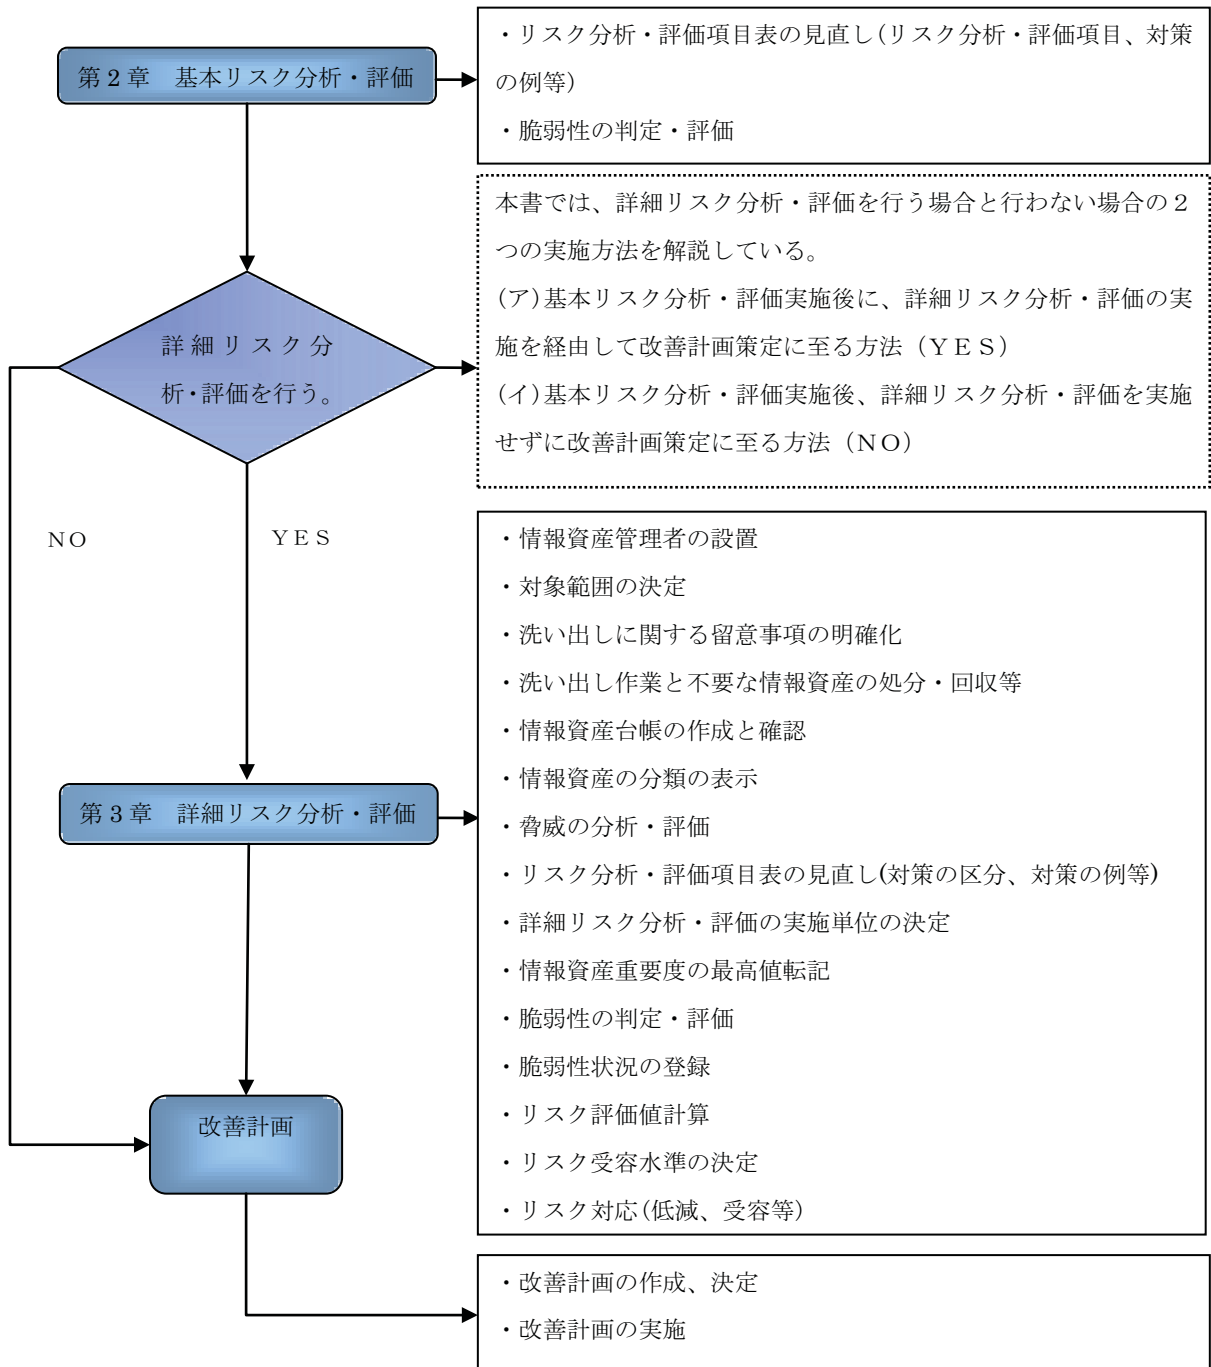 第２章　基本リスク分析・評価
・リスク分析・評価項目表の見直し(リスク分析・評価項目、対策
の例等)
・脆弱性の判定・評価
本書では、詳細リスク分析・評価を行う場合と行わない場合の２
つの実施方法を解説している。
(ア)基本リスク分析・評価実施後に、詳細リスク分析・評価の実
施を経由して改善計画策定に至る方法（ＹＥＳ）
(イ)基本リスク分析・評価実施後、詳細リスク分析・評価を実施
せずに改善計画策定に至る方法（ＮＯ）
詳細リスク分
析・評価を行う。
ＮＯ
ＹＥＳ
・情報資産管理者の設置
・対象範囲の決定
・洗い出しに関する留意事項の明確化
・洗い出し作業と不要な情報資産の処分・回収等
・情報資産台帳の作成と確認
・情報資産の分類の表示
・脅威の分析・評価
・リスク分析・評価項目表の見直し(対策の区分、対策の例等)
・詳細リスク分析・評価の実施単位の決定
・情報資産重要度の最高値転記
・脆弱性の判定・評価
・脆弱性状況の登録
・リスク評価値計算
・リスク受容水準の決定
・リスク対応(低減、受容等)
第３章　詳細リスク分析・評価
改善計画
・改善計画の作成、決定
・改善計画の実施